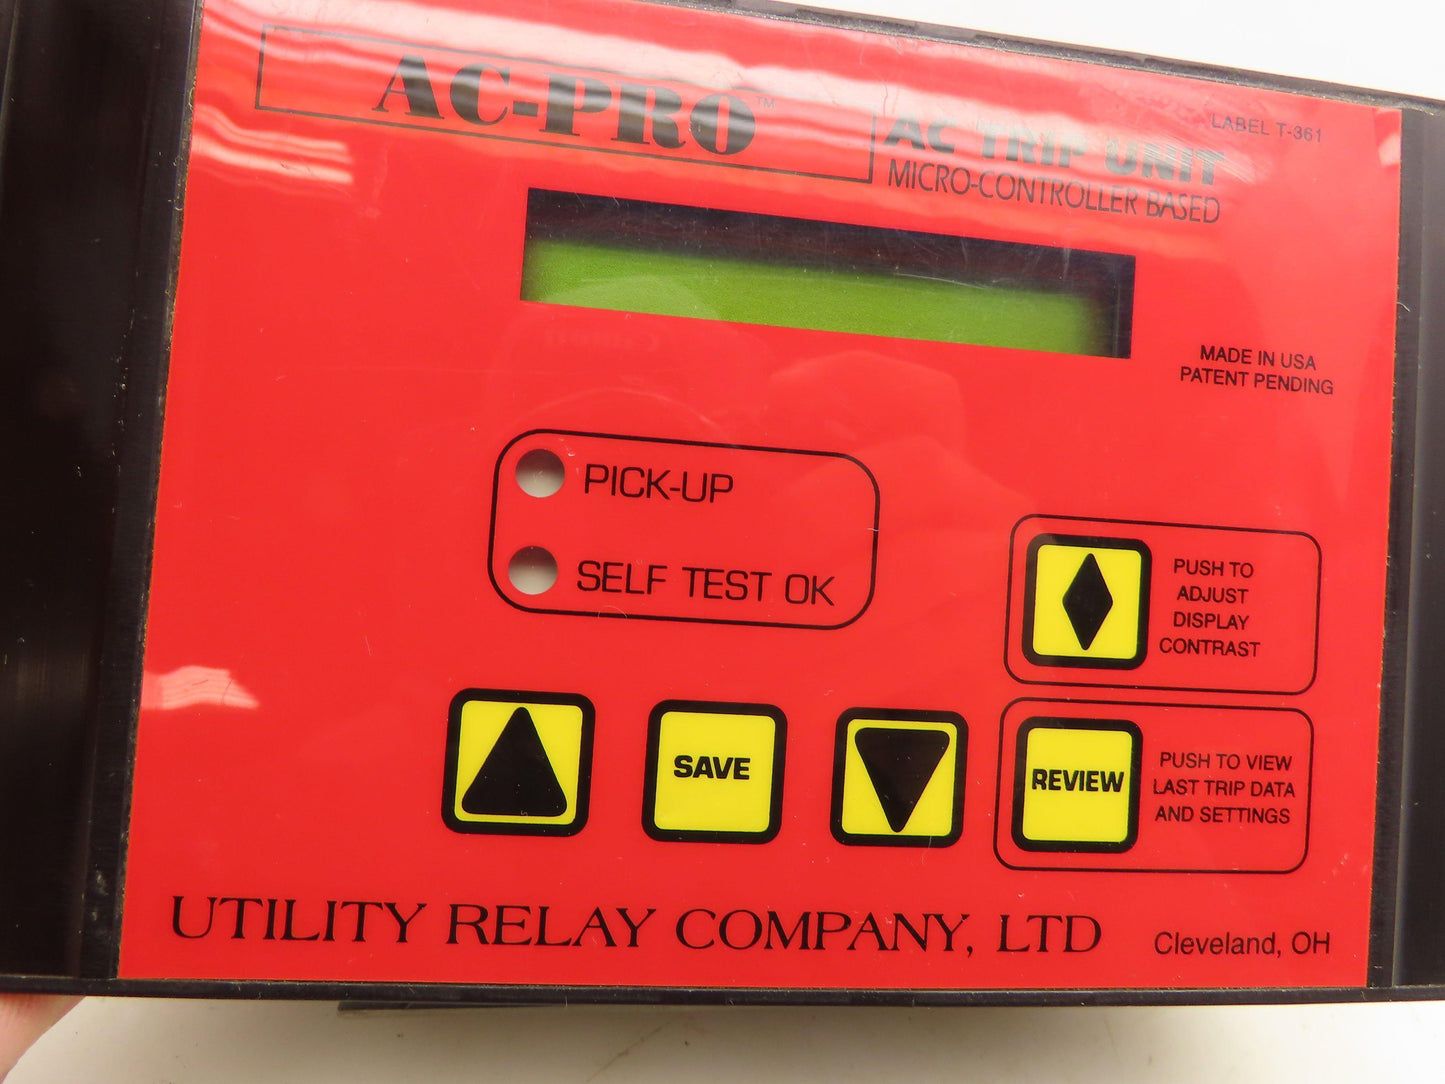 AC-PRO™
AC TRIP UNIT
MICRO-CONTROLLER BASED
LABEL T-361
MADE IN USA
PATENT PENDING
PICK-UP
SELF TEST OK
PUSH TO
ADJUST
DISPLAY
CONTRAST
SAVE
REVIEW
PUSH TO VIEW
LAST TRIP DATA
AND SETTINGS
UTILITY RELAY COMPANY, LTD
Cleveland, OH